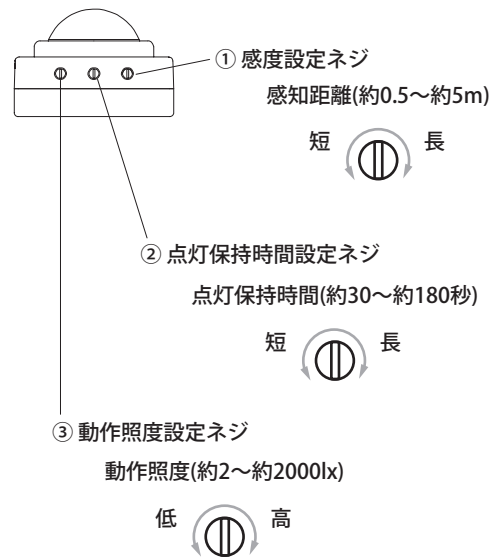 ① 感度設定ネジ
感知距離(約0.5～約5m)
短 長
② 点灯保持時間設定ネジ
点灯保持時間(約30～約180秒)
短 長
③ 動作照度設定ネジ
動作照度(約2～約2000lx)
低 高